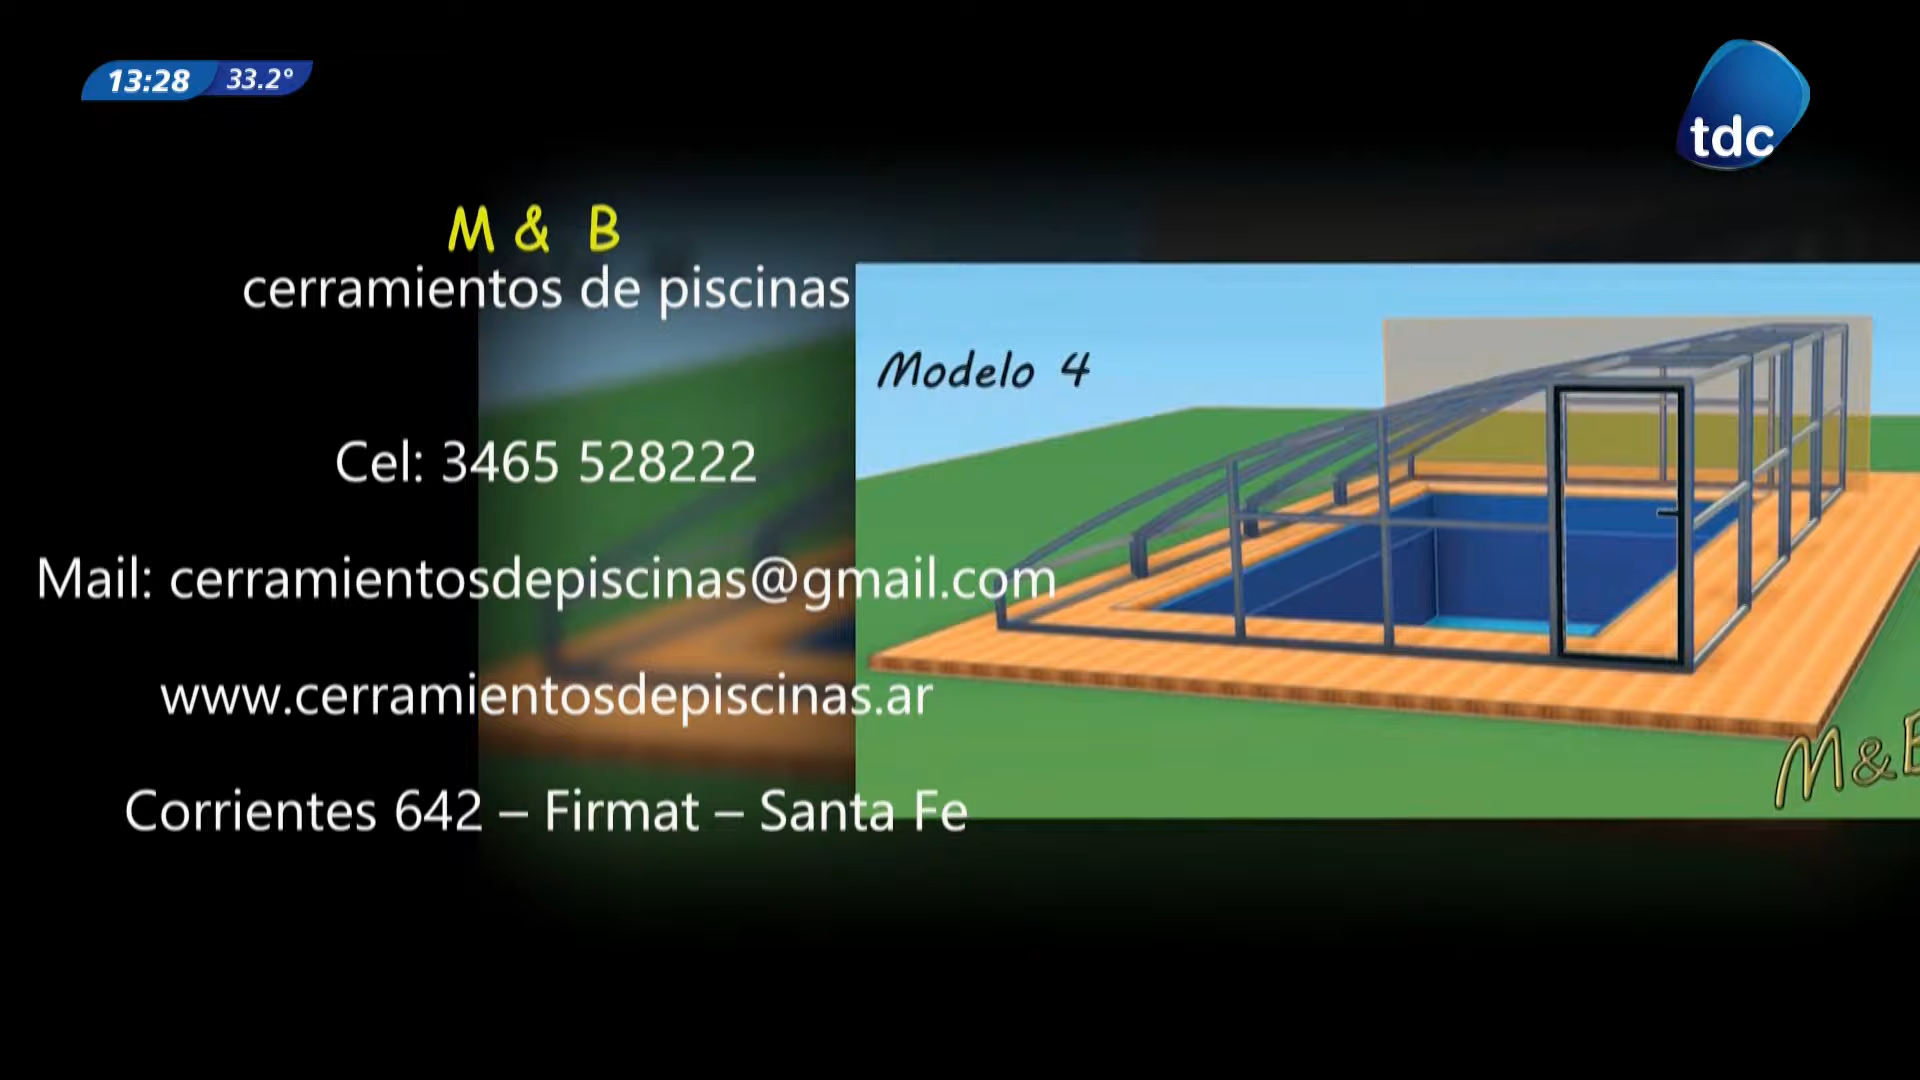 13:28 33.2°
tdc
M & B
cerramientos de piscinas
Modelo 4
Cel: 3465 528222
Mail: cerramientosdepiscinas@gmail.com
www.cerramientosdepiscinas.ar
M&B
Corrientes 642 – Firmat – Santa Fe